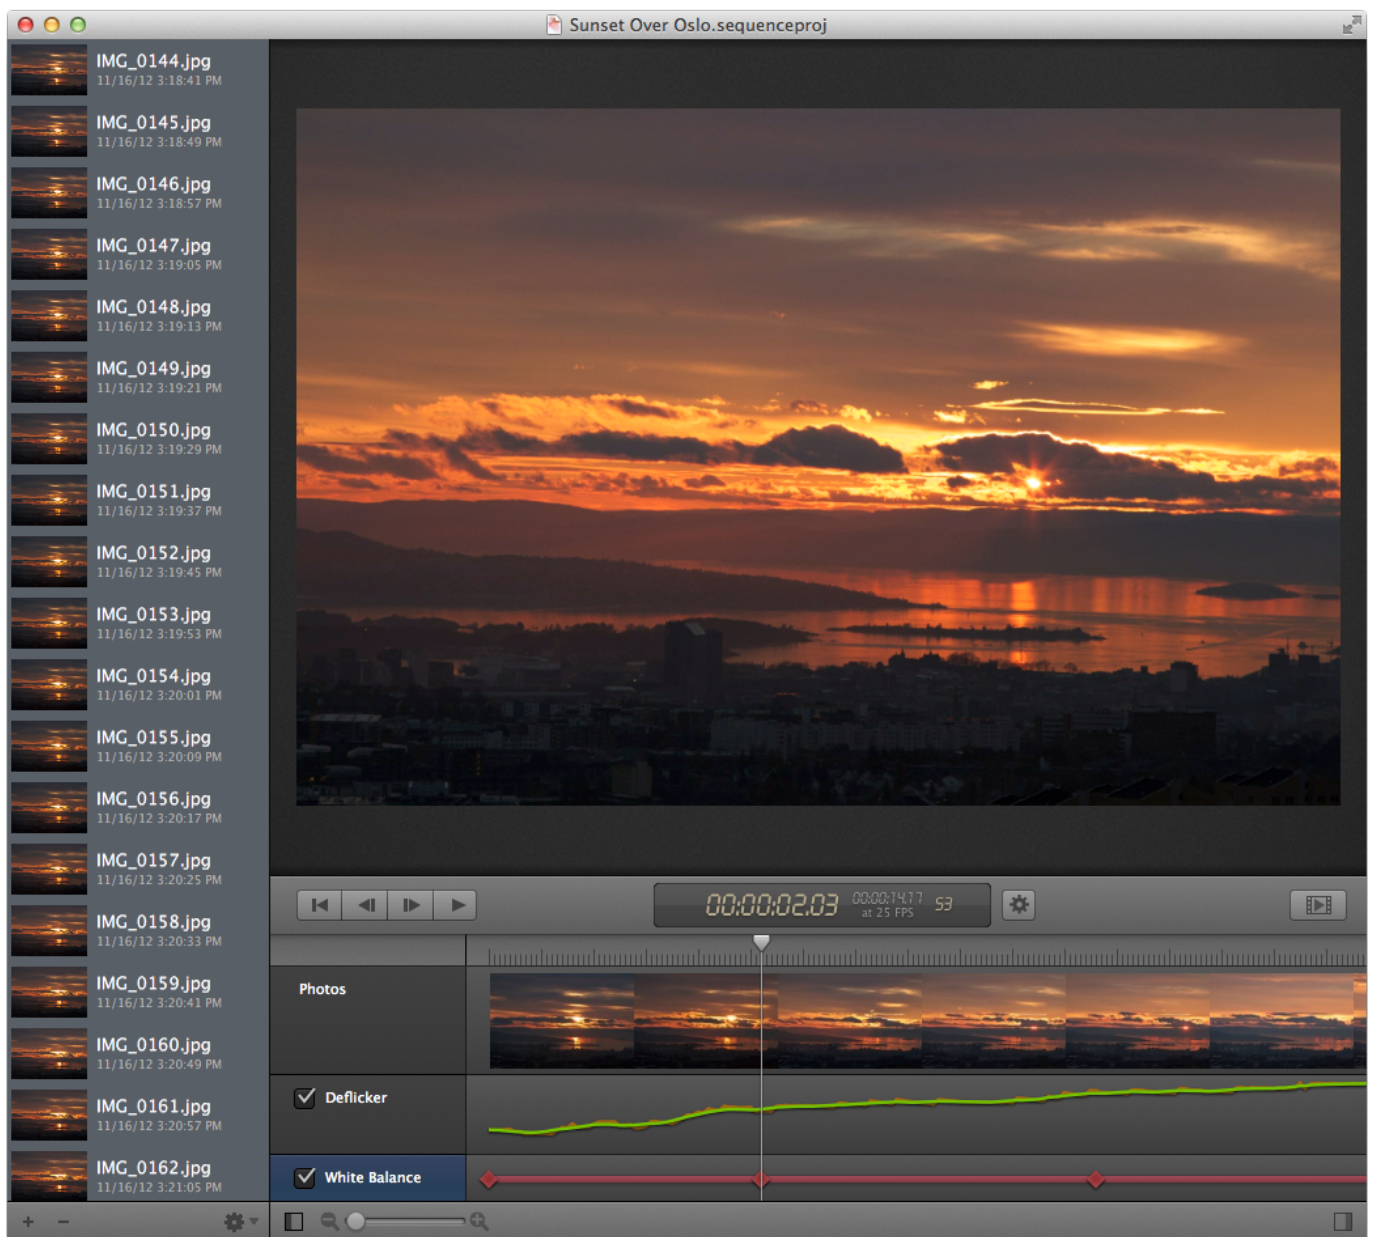 Sunset Over Oslo.sequenceproj
IMG_0144.jpg
11/16/12 3:18:41 PM
IMG_0145.jpg
11/16/12 3:18:49 PM
IMG_0146.jpg
11/16/12 3:18:57 PM
IMG_0147.jpg
11/16/12 3:19:05 PM
IMG_0148.jpg
11/16/12 3:19:13 PM
IMG_0149.jpg
11/16/12 3:19:21 PM
IMG_0150.jpg
11/16/12 3:19:29 PM
IMG_0151.jpg
11/16/12 3:19:37 PM
IMG_0152.jpg
11/16/12 3:19:45 PM
IMG_0153.jpg
11/16/12 3:19:53 PM
IMG_0154.jpg
11/16/12 3:20:01 PM
IMG_0155.jpg
11/16/12 3:20:09 PM
IMG_0156.jpg
11/16/12 3:20:17 PM
IMG_0157.jpg
11/16/12 3:20:25 PM
IMG_0158.jpg
11/16/12 3:20:33 PM
IMG_0159.jpg
11/16/12 3:20:41 PM
IMG_0160.jpg
11/16/12 3:20:49 PM
IMG_0161.jpg
11/16/12 3:20:57 PM
IMG_0162.jpg
11/16/12 3:21:05 PM
00:00:02.03
00:00:14.17
at 25 FPS
53
Photos
Deflicker
White Balance